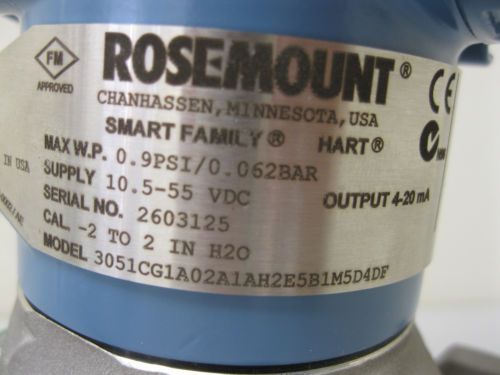 FM
APPROVED
ROSEMOUNT®
CHANHASSEN, MINNESOTA, USA
SMART FAMILY® HART®
CE
MAX W.P. 0.9PSI/0.062BAR
IN USA
SUPPLY 10.5-55 VDC
OUTPUT 4-20 mA
SERIAL NO. 2603125
CAL. -2 TO 2 IN H2O
MODEL 3051CG1A02A1AH2E5B1M5D4DF